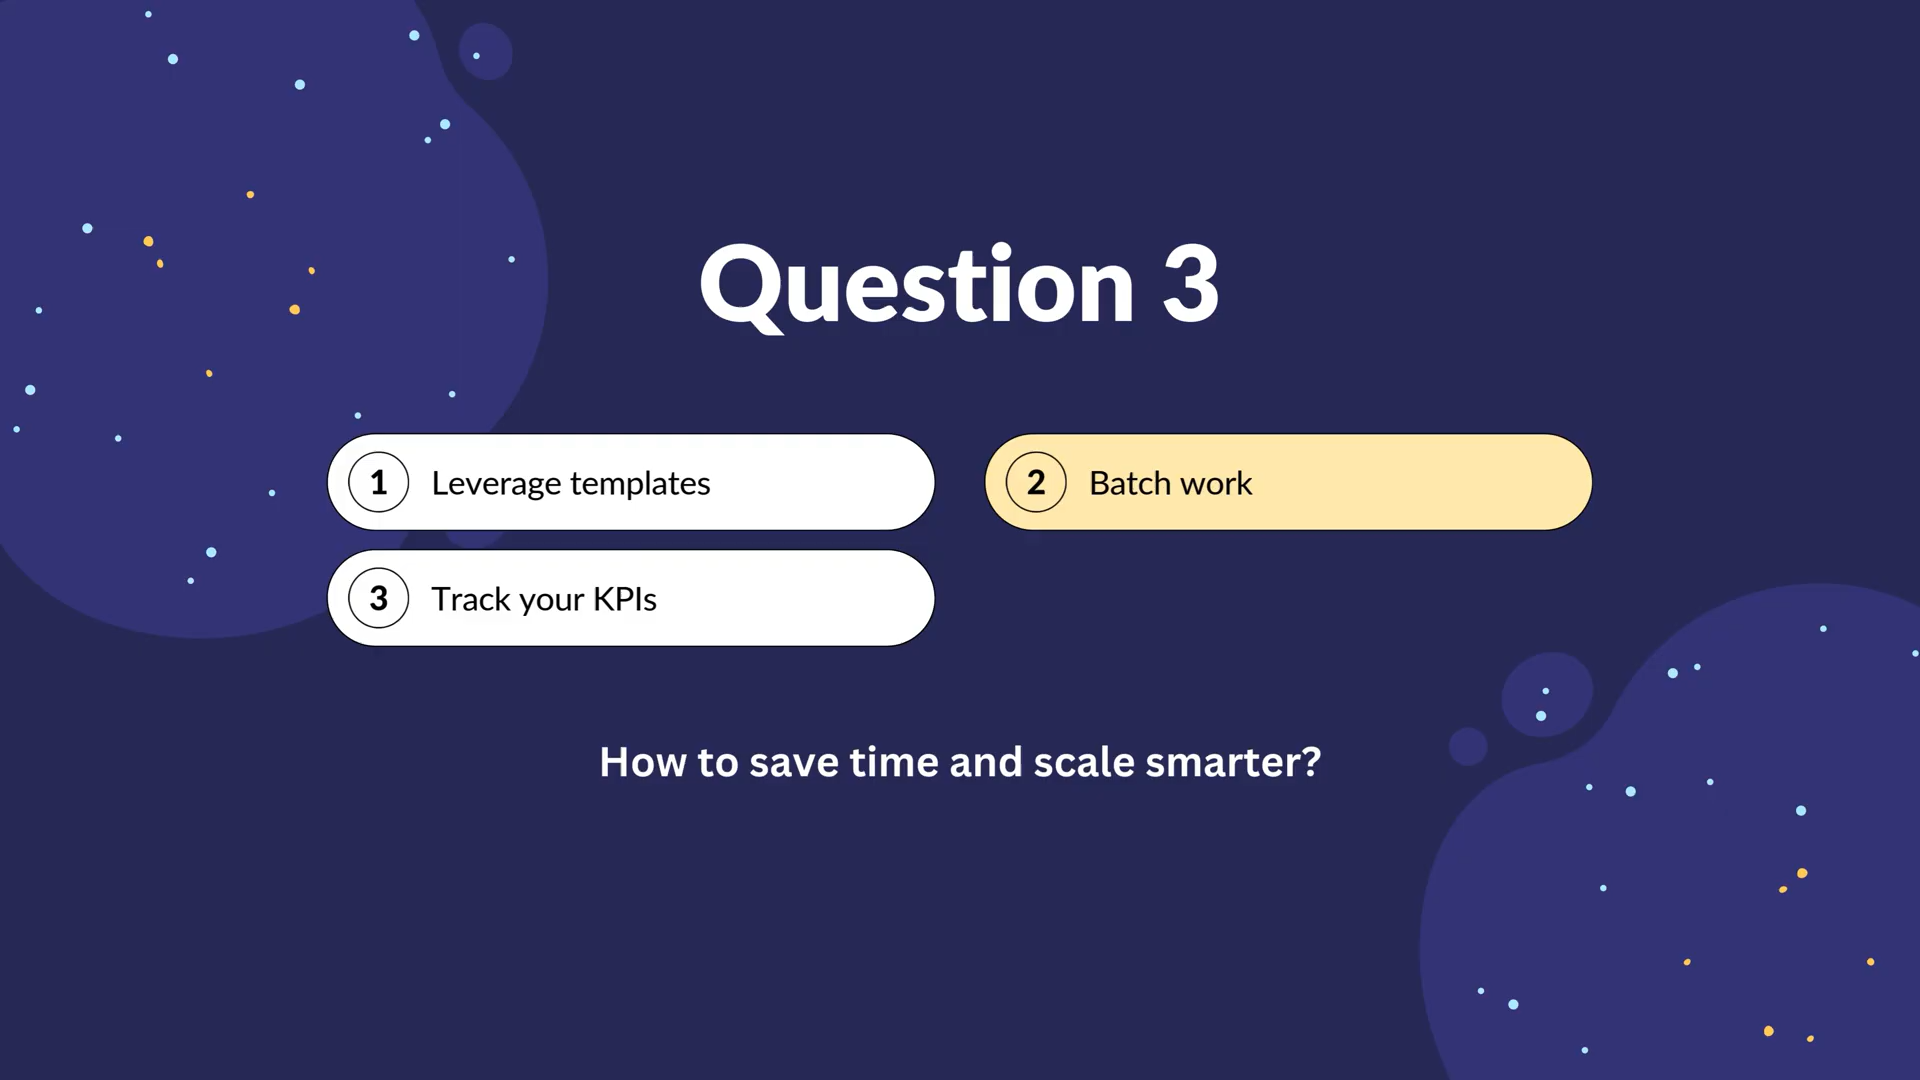 Question 3
1 Leverage templates
2 Batch work
3 Track your KPIs
How to save time and scale smarter?